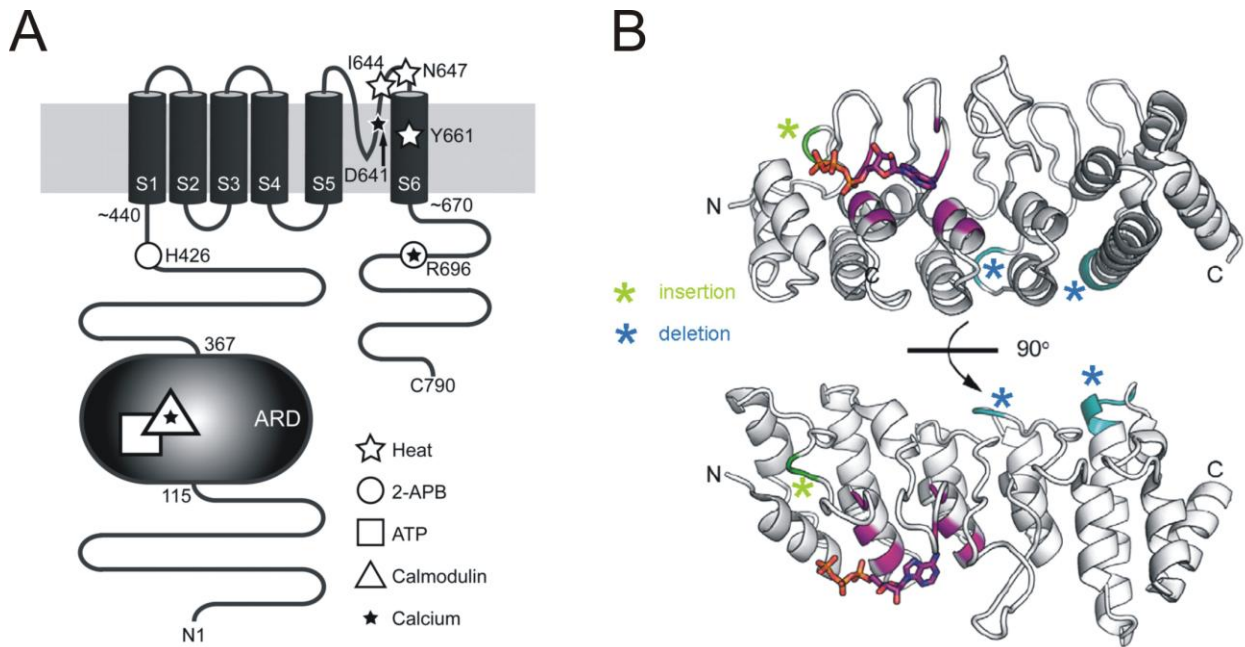 A
I644
N647
Y661
D641
S1
S2
S3
S4
S5
S6
~440
~670
H426
R696
367
C790
ARD
115
N1
Heat
2-APB
ATP
Calmodulin
Calcium
B
N
C
C
* insertion
* deletion
90°
N
C